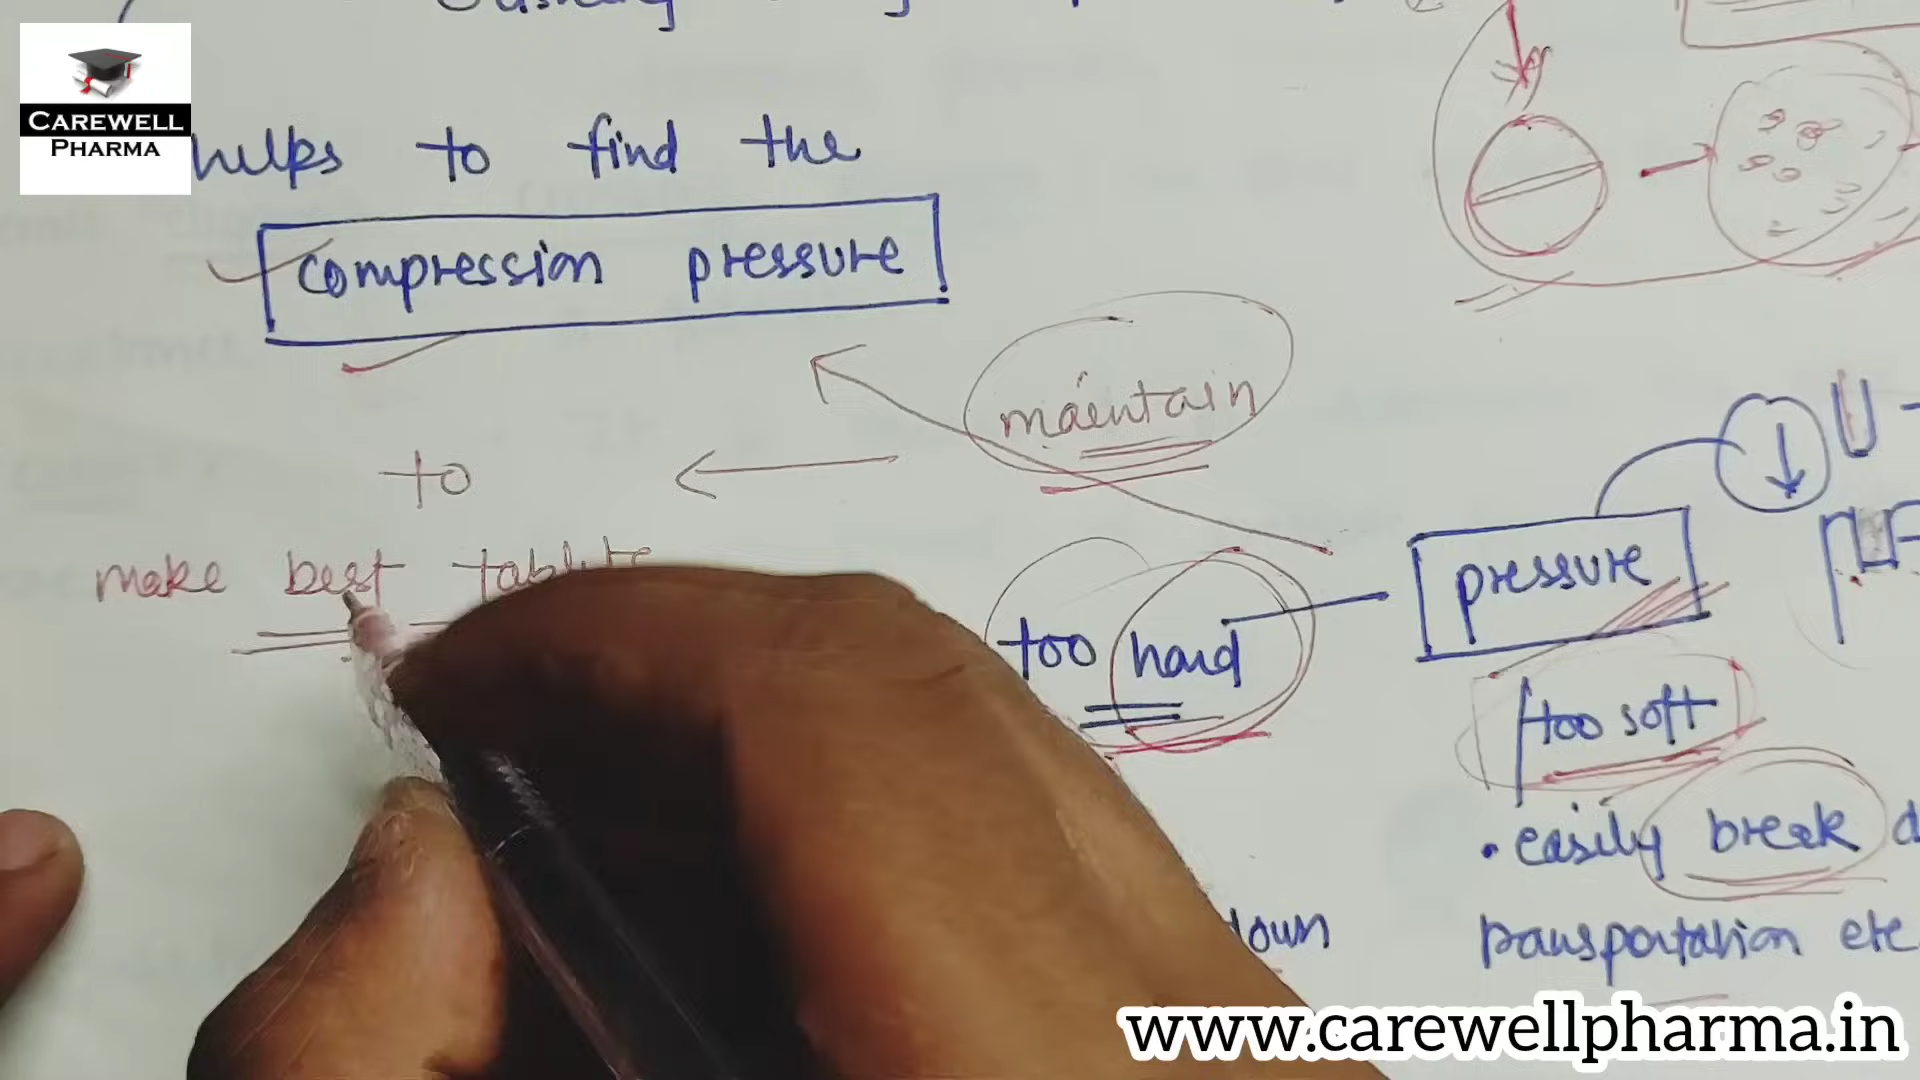 CAREWELL
PHARMA
helps to find the
compression pressure
maintain
to
make best
too hard
pressure
too soft
• easily break d
down
transportation etc
www.carewellpharma.in